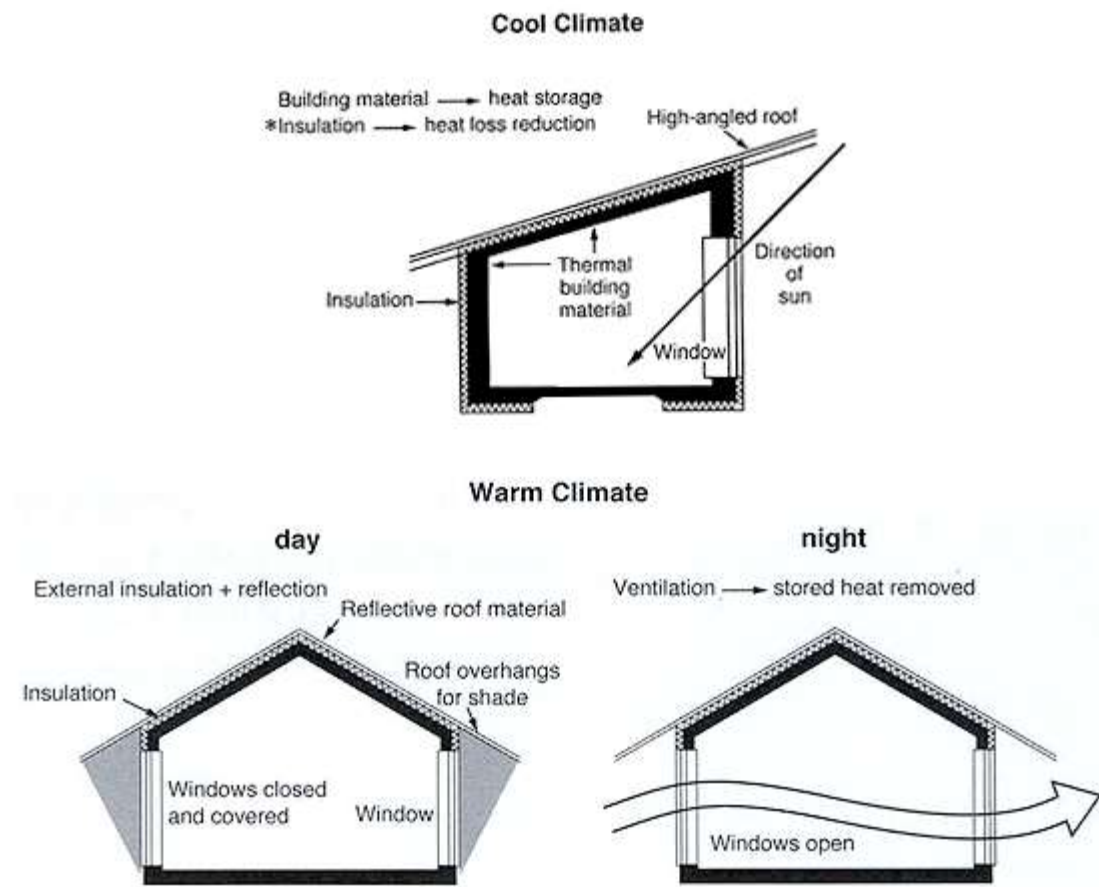 Cool Climate
Building material ⟶ heat storage
*Insulation ⟶ heat loss reduction
High-angled roof
Thermal
building
material
Direction
of
sun
Insulation
Window
Warm Climate
day
External insulation + reflection
Reflective roof material
Roof overhangs
for shade
Insulation
Windows closed
and covered
Window
night
Ventilation ⟶ stored heat removed
Windows open